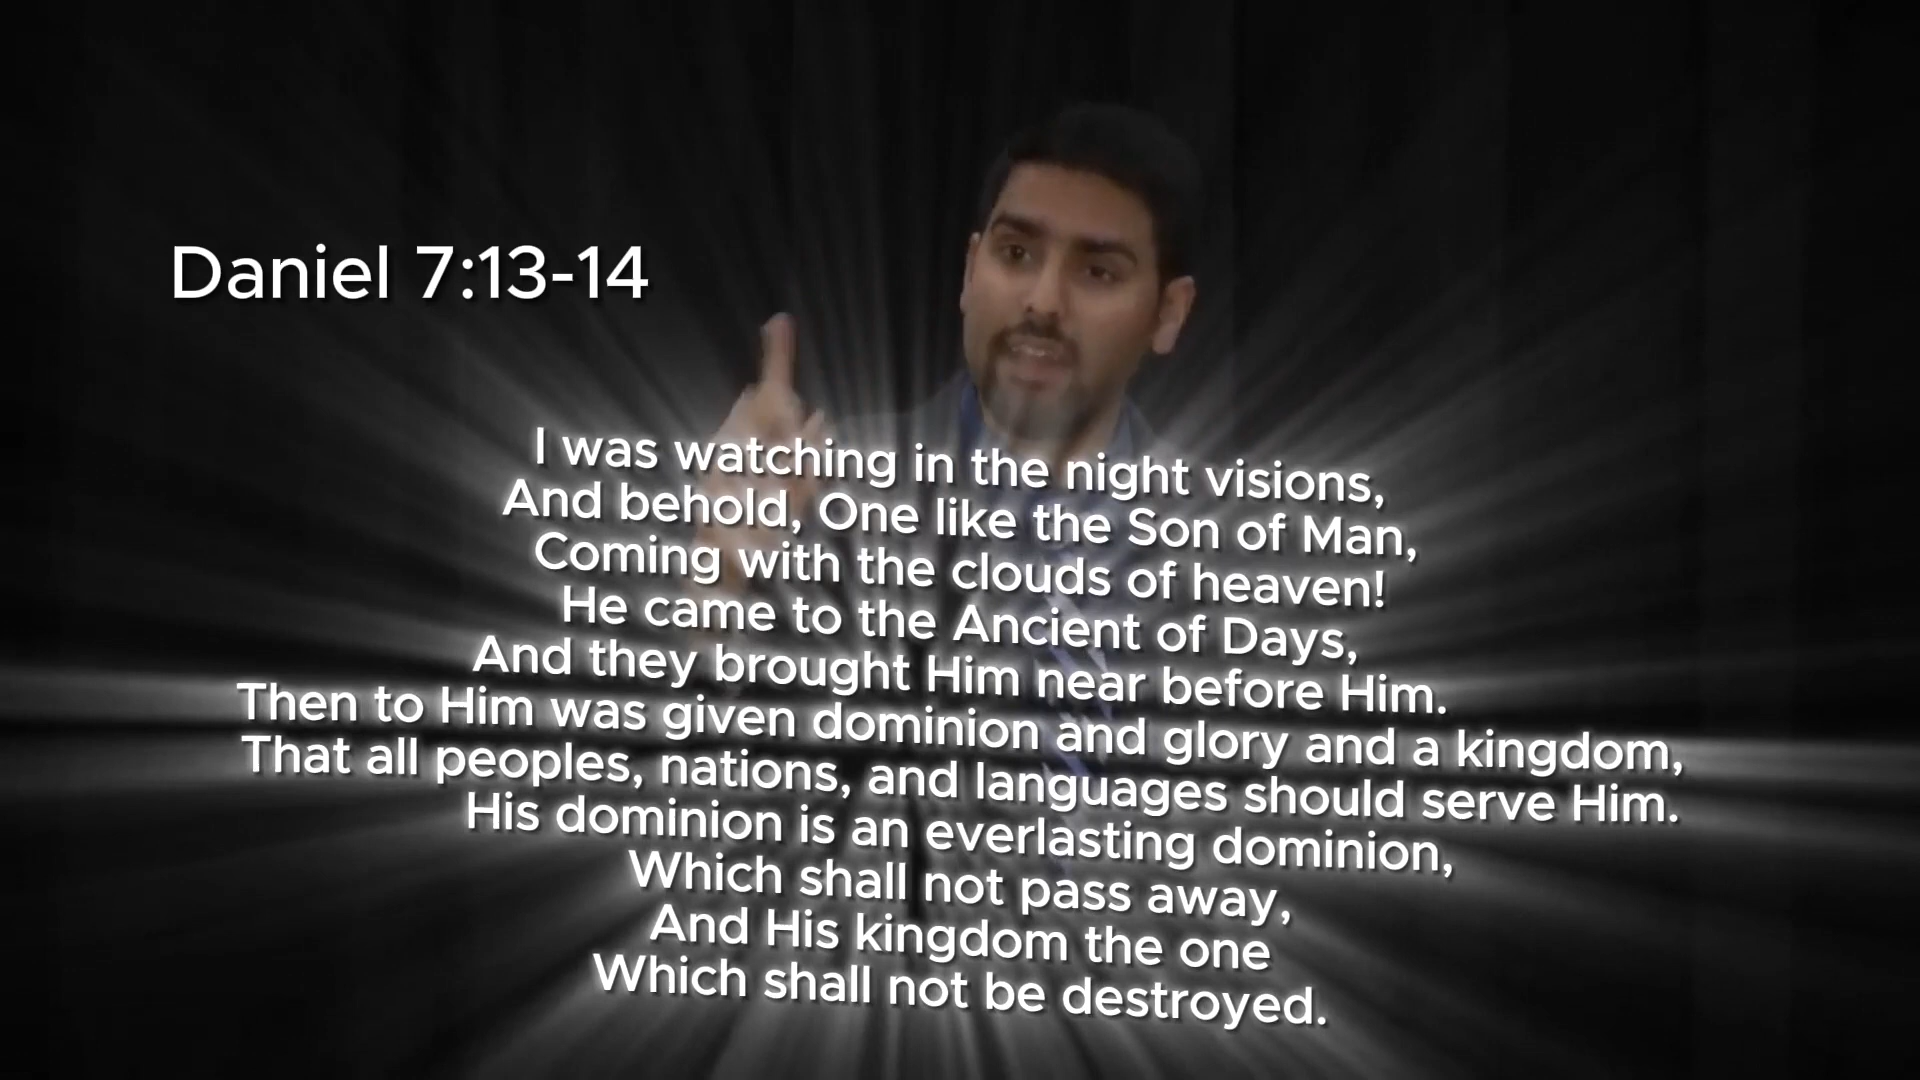 Daniel 7:13-14
I was watching in the night visions,
And behold, One like the Son of Man,
Coming with the clouds of heaven!
He came to the Ancient of Days,
And they brought Him near before Him.
Then to Him was given dominion and glory and a kingdom,
That all peoples, nations, and languages should serve Him.
His dominion is an everlasting dominion,
Which shall not pass away,
And His kingdom the one
Which shall not be destroyed.